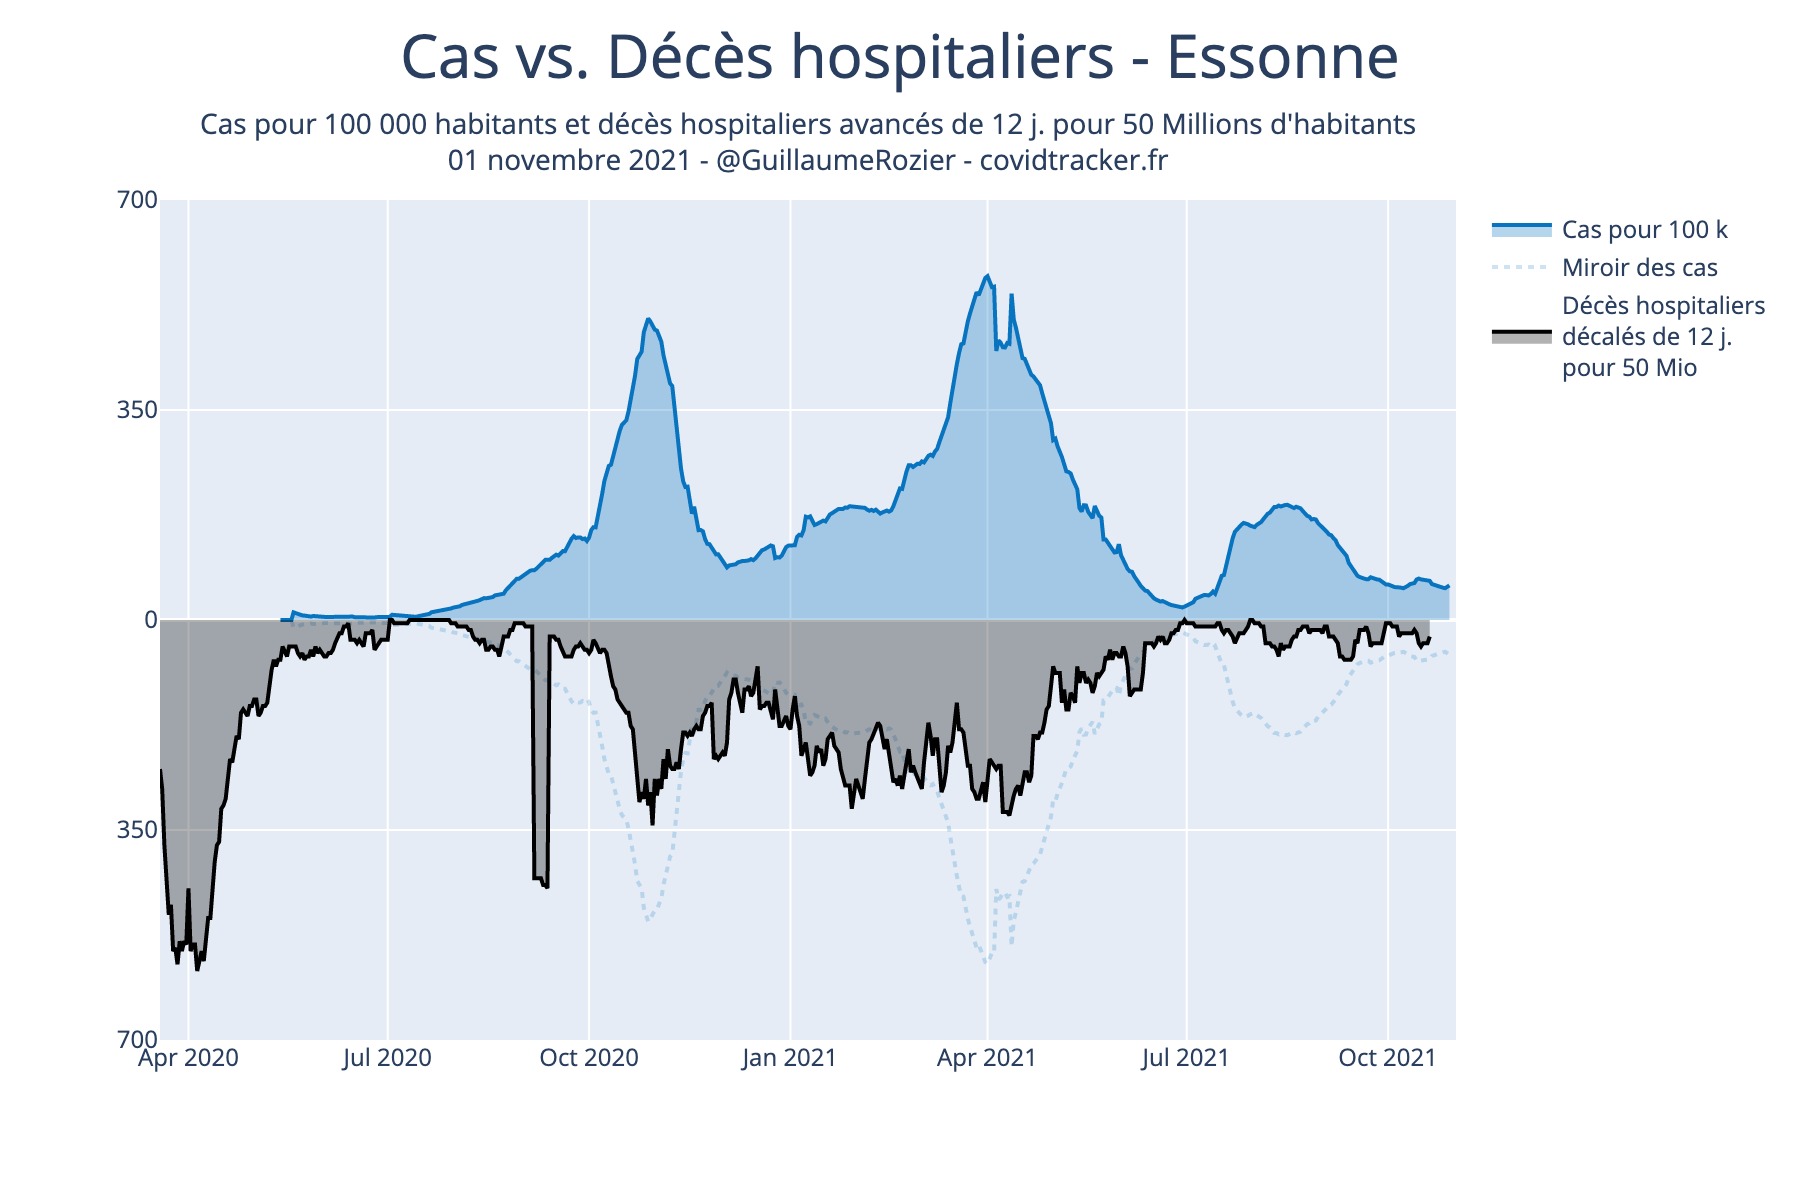 Cas vs. Décès hospitaliers - Essonne
Cas pour 100 000 habitants et décès hospitaliers avancés de 12 j. pour 50 Millions d'habitants
01 novembre 2021 - @GuillaumeRozier - covidtracker.fr
700
350
0
350
700
Apr 2020
Jul 2020
Oct 2020
Jan 2021
Apr 2021
Jul 2021
Oct 2021
Cas pour 100 k
Miroir des cas
Décès hospitaliers
décalés de 12 j.
pour 50 Mio